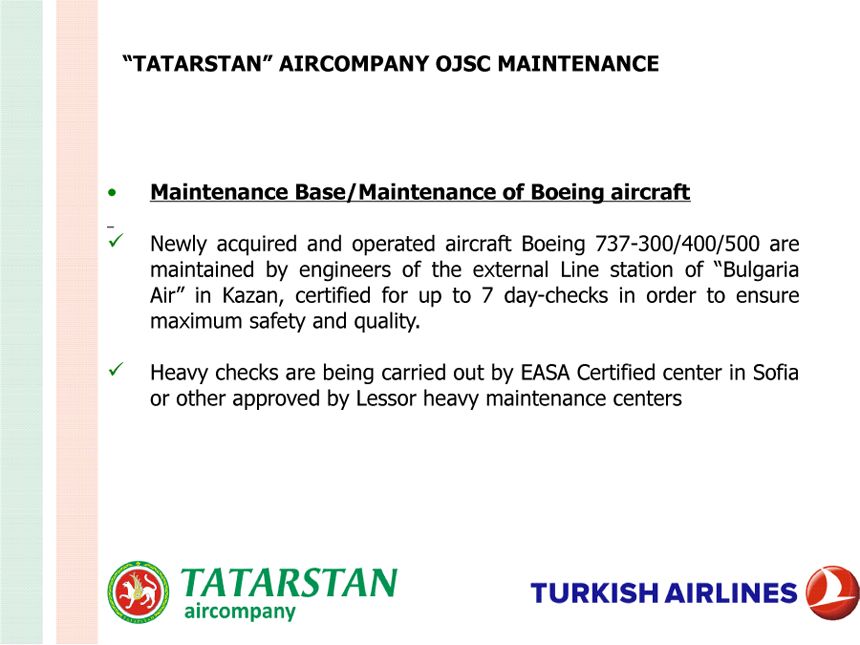 “TATARSTAN” AIRCOMPANY OJSC MAINTENANCE
• Maintenance Base/Maintenance of Boeing aircraft
✓ Newly acquired and operated aircraft Boeing 737-300/400/500 are
maintained by engineers of the external Line station of “Bulgaria
Air” in Kazan, certified for up to 7 day-checks in order to ensure
maximum safety and quality.
✓ Heavy checks are being carried out by EASA Certified center in Sofia
or other approved by Lessor heavy maintenance centers
TATARSTAN
aircompany
TURKISH AIRLINES